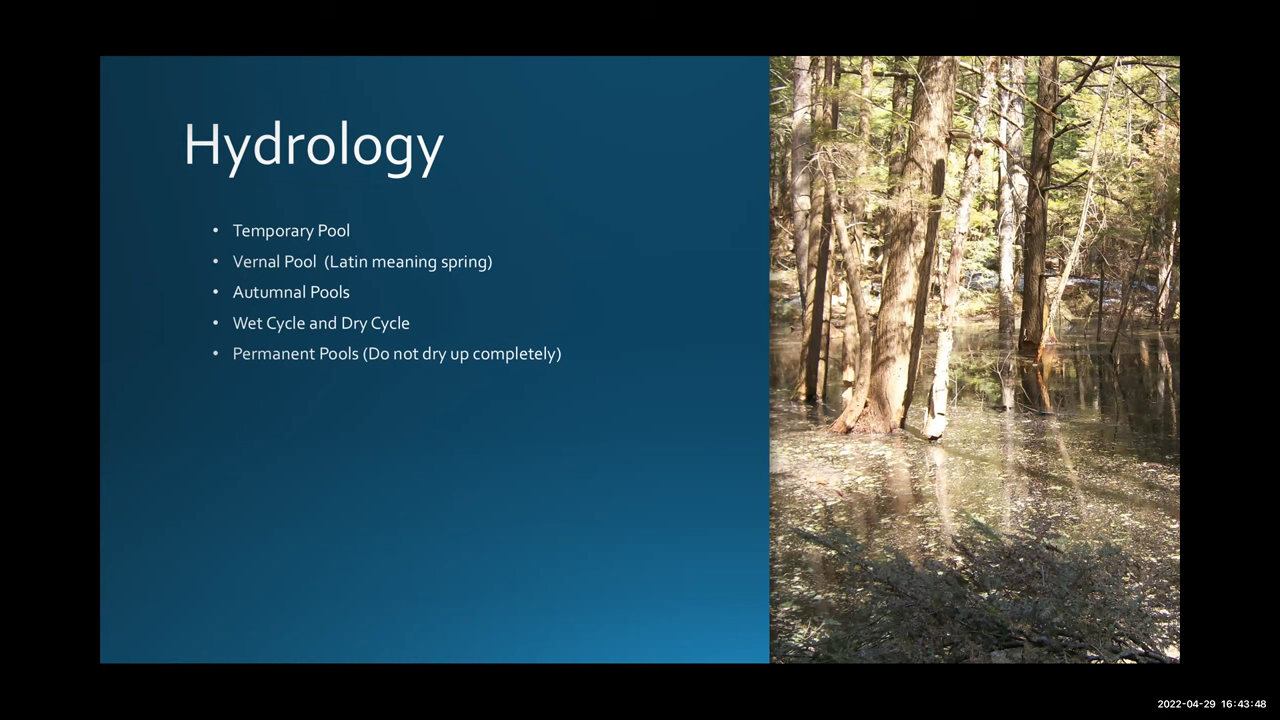 Hydrology
• Temporary Pool
• Vernal Pool (Latin meaning spring)
• Autumnal Pools
• Wet Cycle and Dry Cycle
• Permanent Pools (Do not dry up completely)
2022-04-29 16:43:48